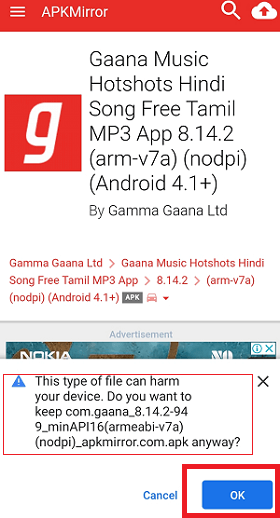 APKMirror
Gaana Music
Hotshots Hindi
Song Free Tamil
MP3 App 8.14.2
(arm-v7a) (nodpi)
(Android 4.1+)
By Gamma Gaana Ltd
g
Gamma Gaana Ltd > Gaana Music Hotshots Hindi
Song Free Tamil MP3 App > 8.14.2 > (arm-v7a)
(nodpi) (Android 4.1+) APK
Advertisement
NOKIA
This type of file can harm
your device. Do you want to
keep com.gaana_8.14.2-94
9_minAPI16(armeabi-v7a)
(nodpi)_apkmirror.com.apk anyway?
Cancel
OK